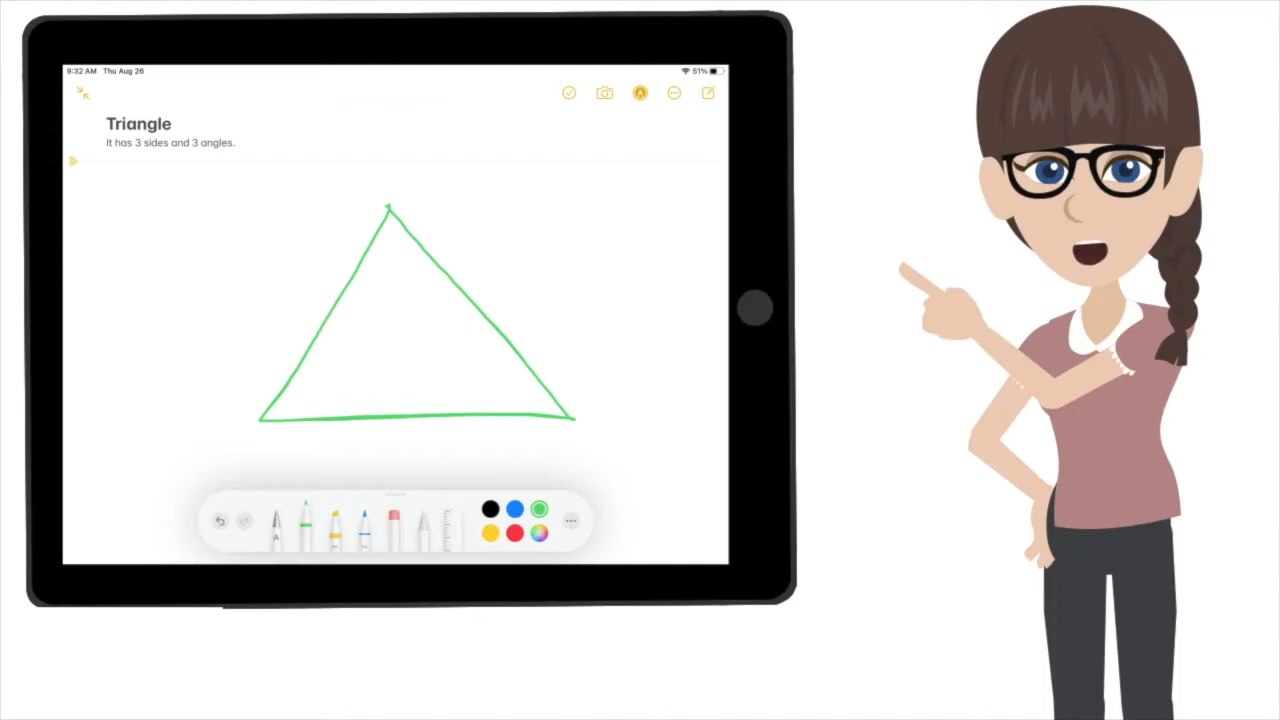 9:32 AM Thu Aug 26
51%
Triangle
It has 3 sides and 3 angles.
A